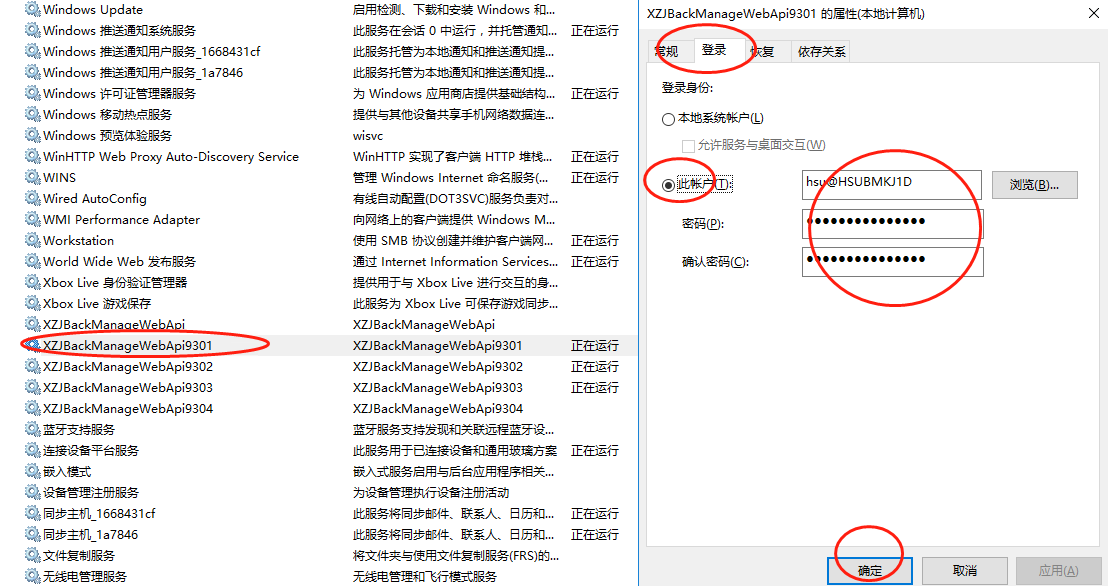 Windows Update 启用检测、下载和安装 Windows 和...
Windows 推送通知系统服务 此服务在会话 0 中运行，并托管通知... 正在运行
Windows 推送通知用户服务_1668431cf 此服务托管为本地通知和推送通知提...
Windows 推送通知用户服务_1a7846 此服务托管为本地通知和推送通知提...
Windows 许可证管理器服务 为 Windows 应用商店提供基础结构... 正在运行
Windows 移动热点服务 提供与其他设备共享手机网络数据连...
Windows 预览体验服务 wisvc
WinHTTP Web Proxy Auto-Discovery Service WinHTTP 实现了客户端 HTTP 堆栈... 正在运行
WINS 管理 Windows Internet 命名服务(... 正在运行
Wired AutoConfig 有线自动配置(DOT3SVC)服务负责对...
WMI Performance Adapter 向网络上的客户端提供 Windows M...
Workstation 使用 SMB 协议创建并维护客户端网... 正在运行
World Wide Web 发布服务 通过 Internet Information Services... 正在运行
Xbox Live 身份验证管理器 提供用于与 Xbox Live 进行交互的身...
Xbox Live 游戏保存 此服务为 Xbox Live 可保存游戏同步...
XZJBackManageWebApi XZJBackManageWebApi
XZJBackManageWebApi9301 XZJBackManageWebApi9301 正在运行
XZJBackManageWebApi9302 XZJBackManageWebApi9302 正在运行
XZJBackManageWebApi9303 XZJBackManageWebApi9303 正在运行
XZJBackManageWebApi9304 XZJBackManageWebApi9304
蓝牙支持服务 蓝牙服务支持发现和关联远程蓝牙设...
连接设备平台服务 此服务用于已连接设备和通用玻璃方案 正在运行
嵌入模式 嵌入式服务启用与后台应用程序相关...
设备管理注册服务 为设备管理执行设备注册活动
同步主机_1668431cf 此服务将同步邮件、联系人、日历和... 正在运行
同步主机_1a7846 此服务将同步邮件、联系人、日历和... 正在运行
文件复制服务 将文件夹与使用文件复制服务(FRS)的...
无线电管理服务 无线电管理和飞行模式服务
XZJBackManageWebApi9301 的属性(本地计算机)
常规 登录 恢复 依存关系
登录身份:
本地系统帐户(L)
允许服务与桌面交互(W)
此帐户(T): hsu@HSUBMKJ1D 浏览(B)...
密码(P): ●●●●●●●●●●●●●●●
确认密码(C): ●●●●●●●●●●●●●●●
确定 取消 应用(A)